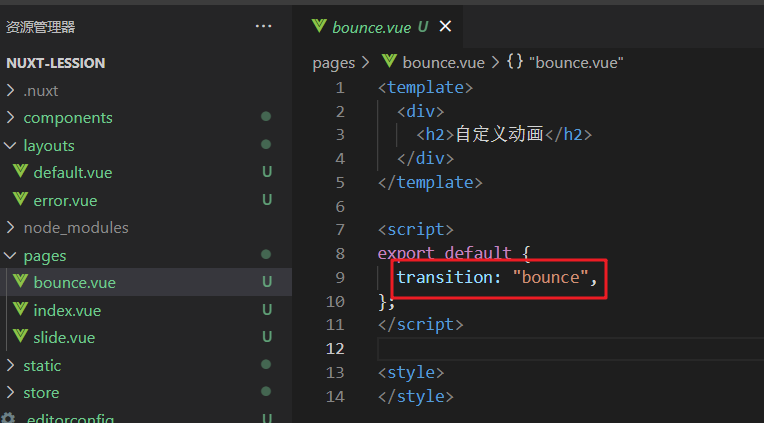 资源管理器 ···
NUXT-LESSION
.nuxt
components
layouts
default.vue U
error.vue U
node_modules
pages
bounce.vue U
index.vue U
slide.vue U
static
store
.editorconfig U
bounce.vue U ×
pages > bounce.vue > {} "bounce.vue"
1 <template>
2 <div>
3 <h2>自定义动画</h2>
4 </div>
5 </template>
6
7 <script>
8 export default {
9 transition: "bounce",
10 };
11 </script>
12
13 <style>
14 </style>